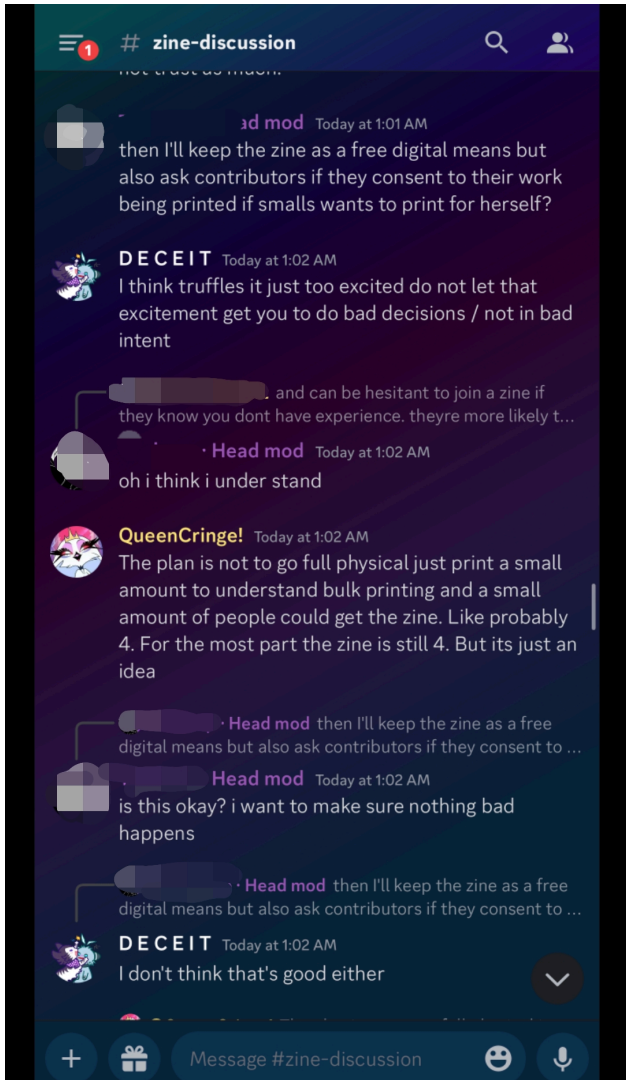 1
# zine-discussion
not trust as much.
ad mod Today at 1:01 AM
then I'll keep the zine as a free digital means but
also ask contributors if they consent to their work
being printed if smalls wants to print for herself?
D E C E I T Today at 1:02 AM
I think truffles it just too excited do not let that
excitement get you to do bad decisions / not in bad
intent
and can be hesitant to join a zine if
they know you dont have experience. theyre more likely t...
· Head mod Today at 1:02 AM
oh i think i under stand
QueenCringe! Today at 1:02 AM
The plan is not to go full physical just print a small
amount to understand bulk printing and a small
amount of people could get the zine. Like probably
4. For the most part the zine is still 4. But its just an
idea
· Head mod then I'll keep the zine as a free
digital means but also ask contributors if they consent to ...
Head mod Today at 1:02 AM
is this okay? i want to make sure nothing bad
happens
· Head mod then I'll keep the zine as a free
digital means but also ask contributors if they consent to ...
D E C E I T Today at 1:02 AM
I don't think that's good either
Message #zine-discussion